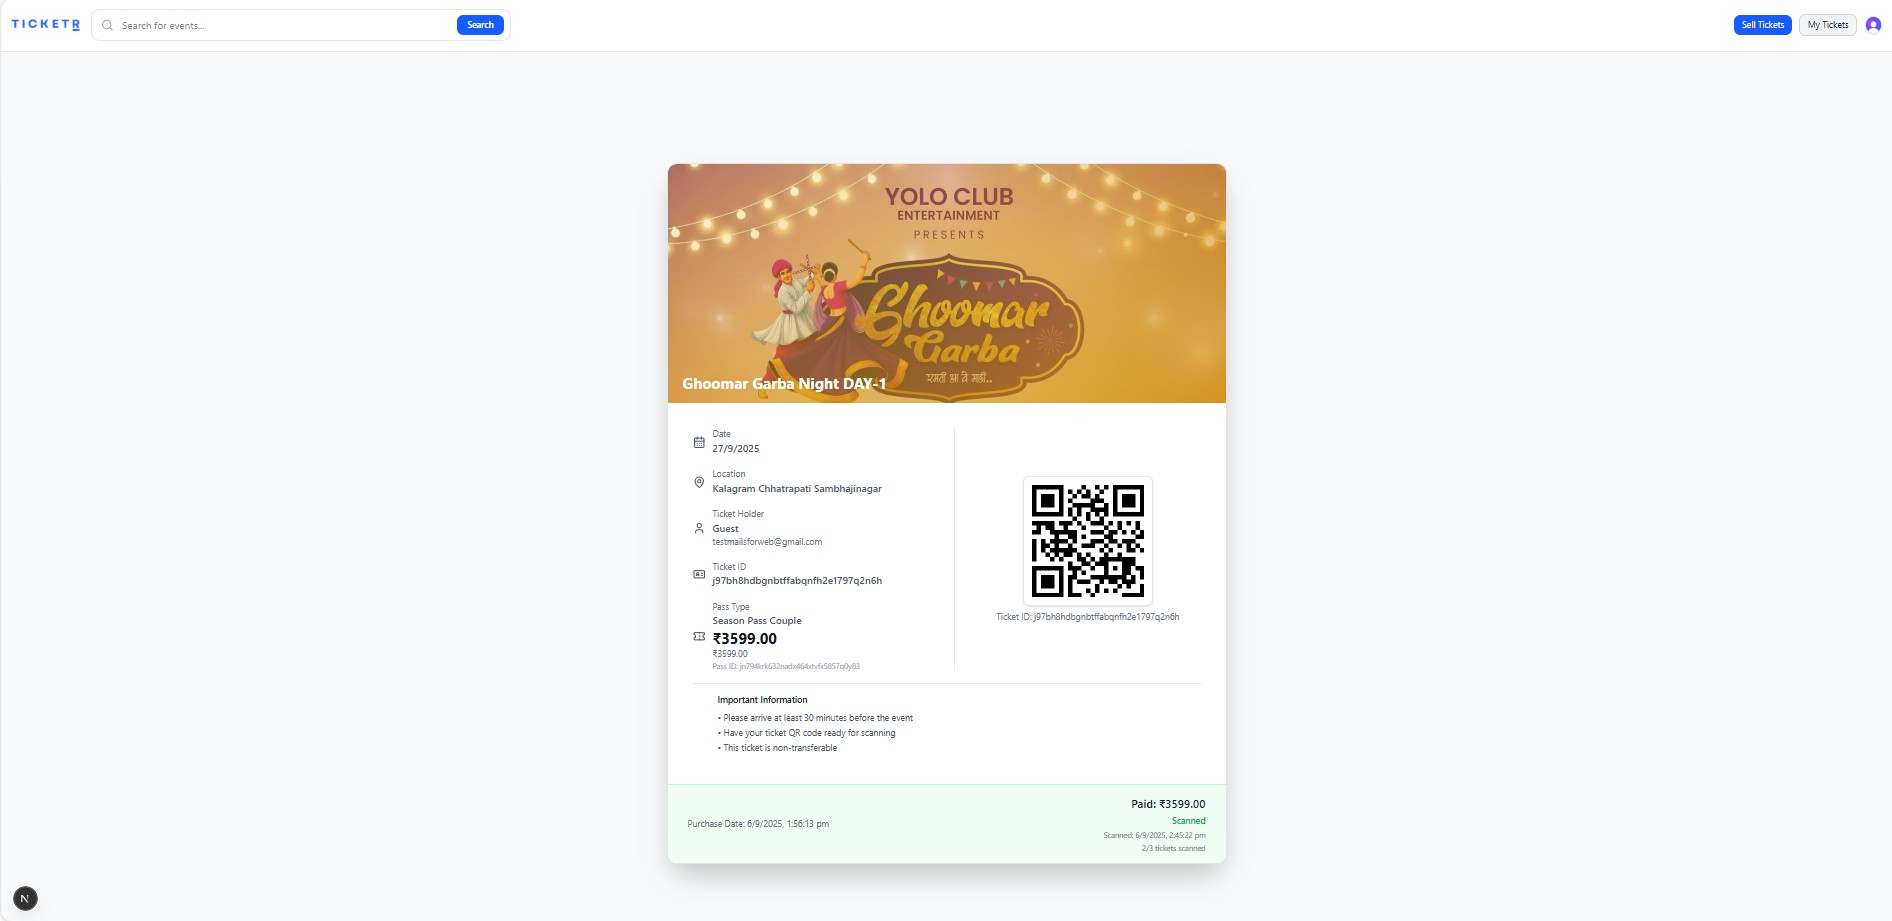 TICKETR
Search for events...
Search
Sell Tickets
My Tickets
YOLO CLUB
ENTERTAINMENT
PRESENTS
Ghoomar
Garba
रमती आ वे माडी..
Ghoomar Garba Night DAY-1
Date
27/9/2025
Location
Kalagram Chhatrapati Sambhajinagar
Ticket Holder
Guest
testmailsforweb@gmail.com
Ticket ID
j97bh8hdbgnbtffabqnfh2e1797q2n6h
Ticket ID: j97bh8hdbgnbtffabqnfh2e1797q2n6h
Pass Type
Season Pass Couple
₹3599.00
₹3599.00
Pass ID: jn794krk632nadx464xtvfx5857q0y83
Important Information
• Please arrive at least 30 minutes before the event
• Have your ticket QR code ready for scanning
• This ticket is non-transferable
Purchase Date: 6/9/2025, 1:56:13 pm
Paid: ₹3599.00
Scanned
Scanned: 6/9/2025, 2:45:22 pm
2/3 tickets scanned
N